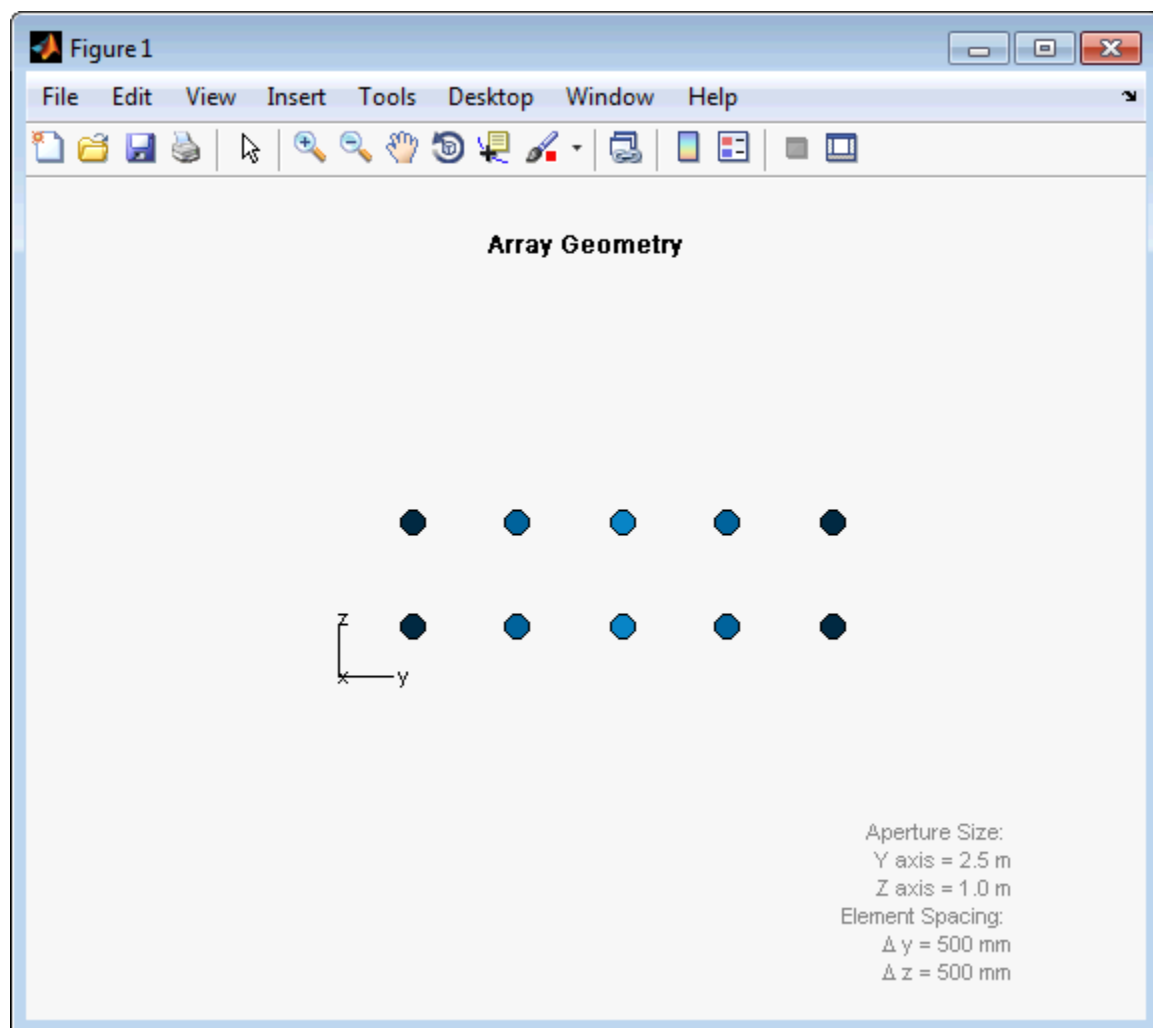 Figure 1
File Edit View Insert Tools Desktop Window Help
Array Geometry
z
x y
Aperture Size:
Y axis = 2.5 m
Z axis = 1.0 m
Element Spacing:
Δ y = 500 mm
Δ z = 500 mm